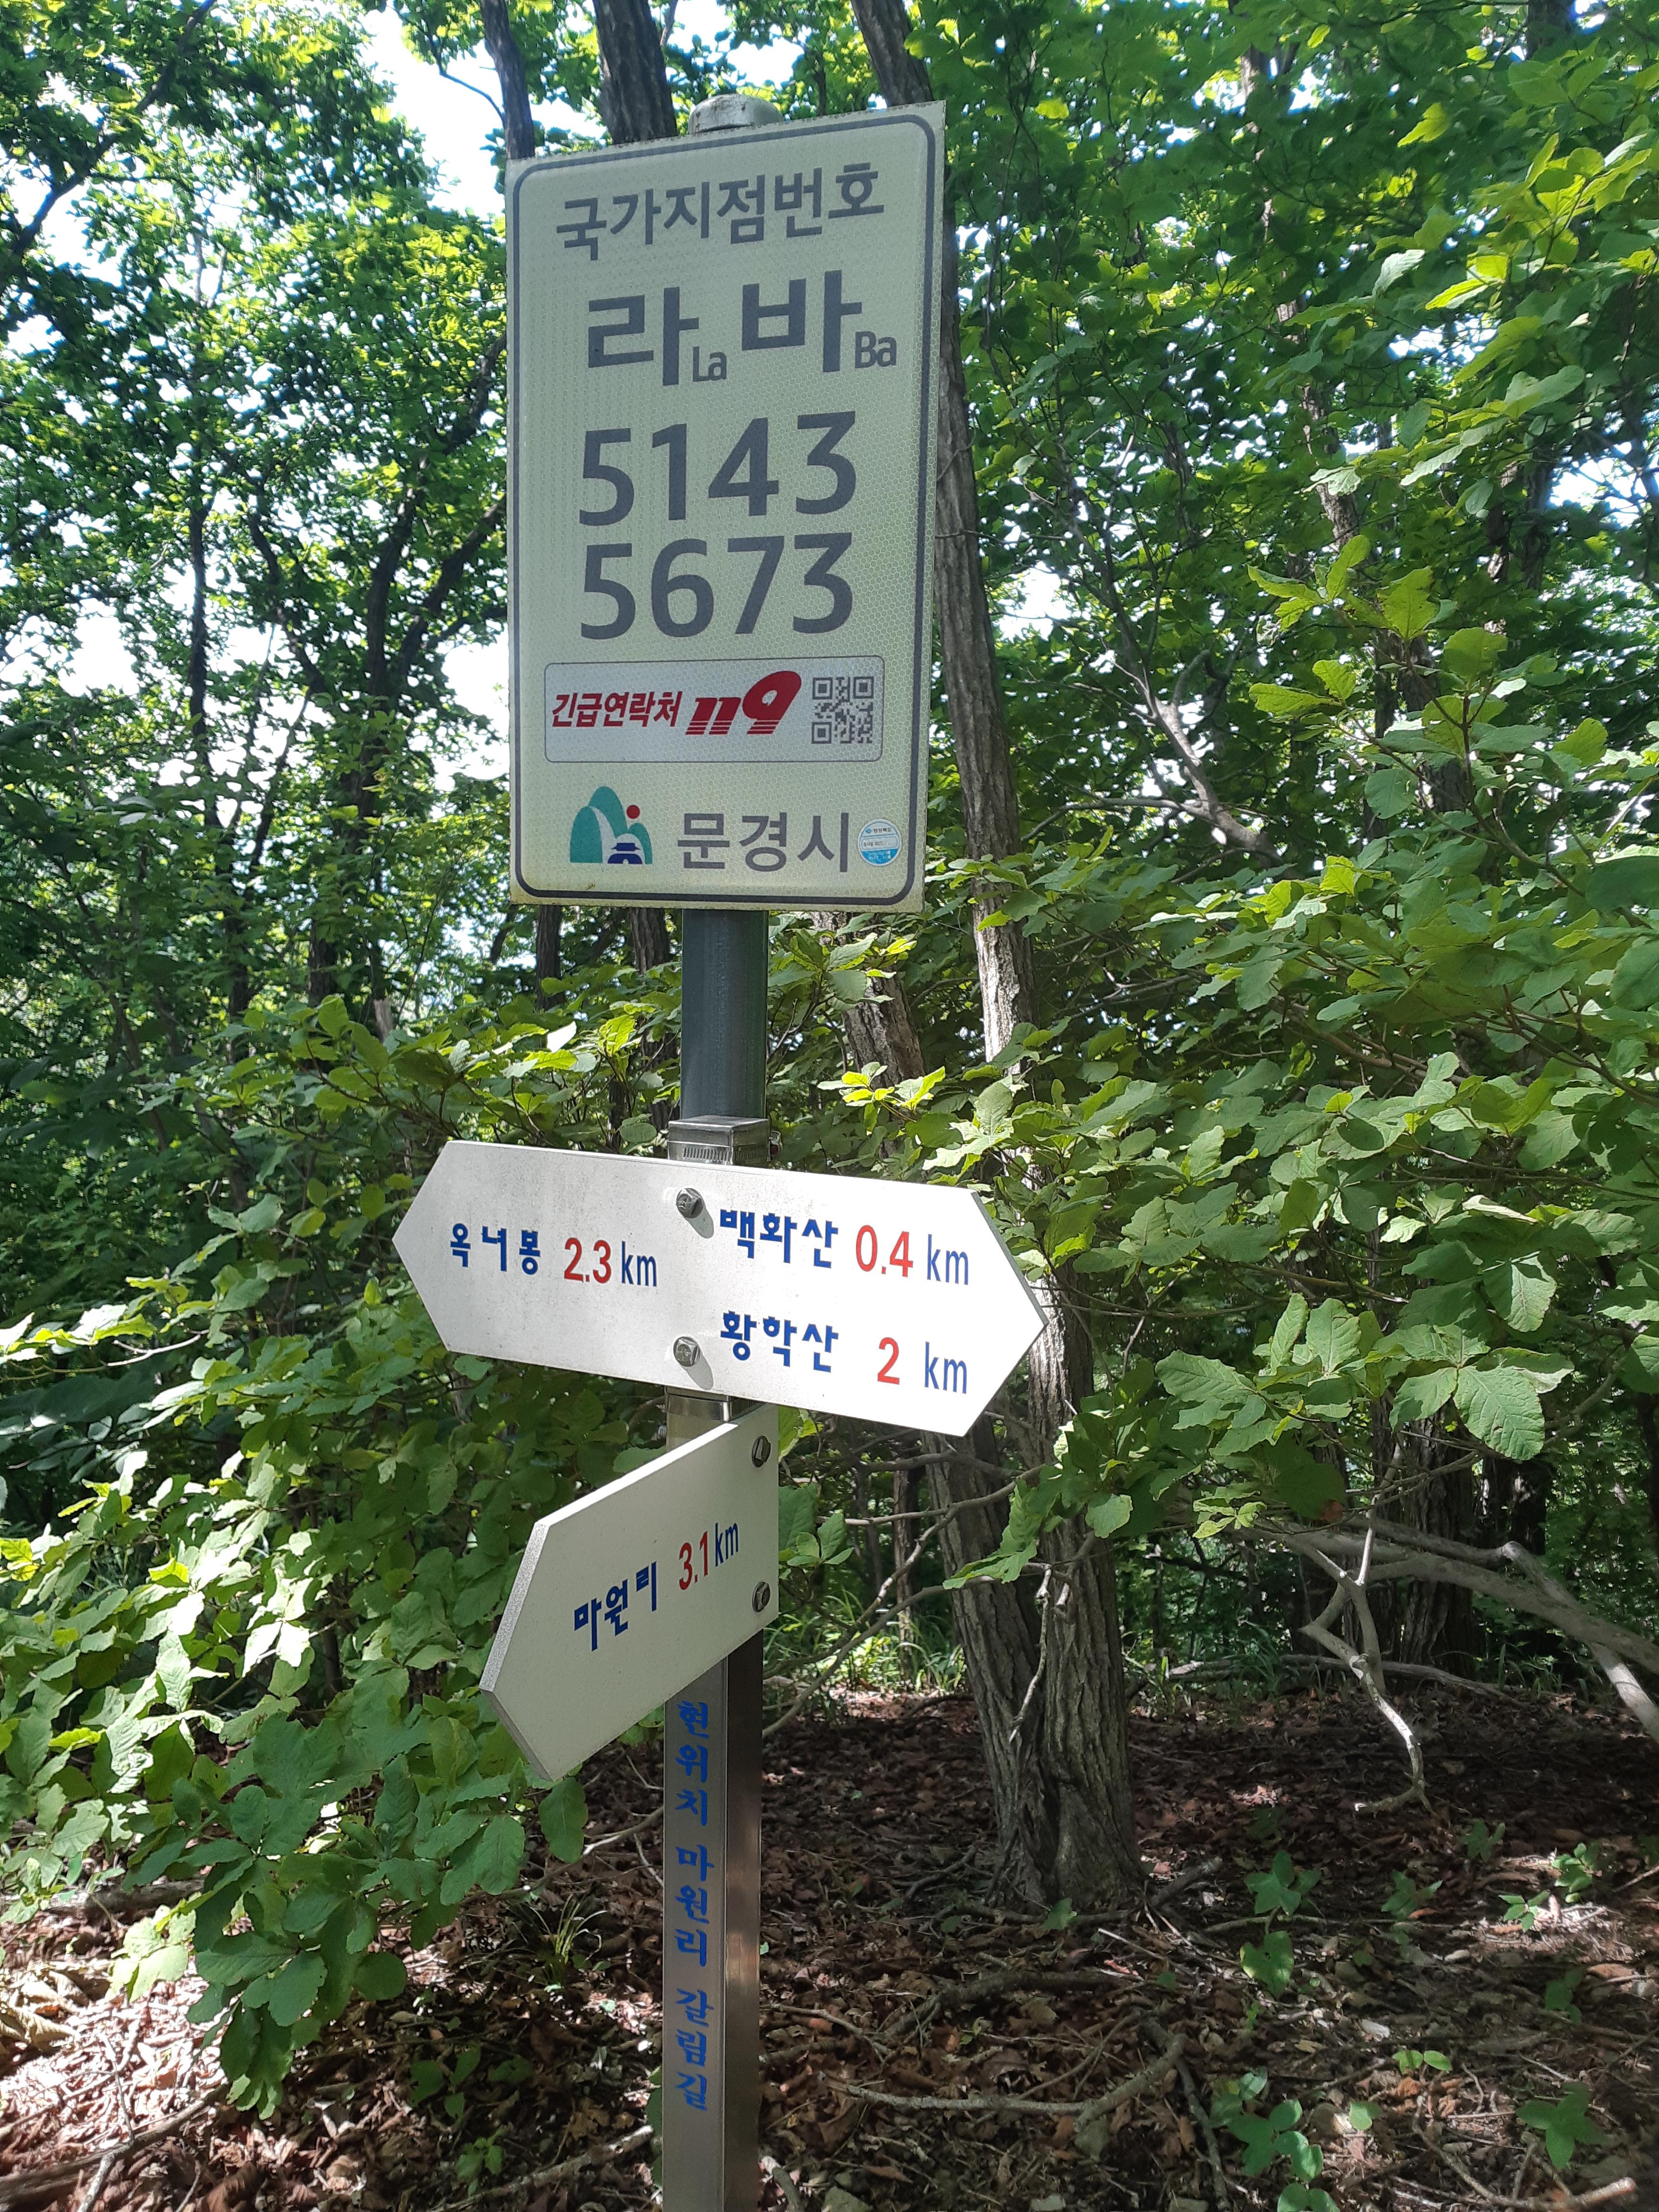 국가지점번호
라La 바Ba
5143
5673
긴급연락처 119
문경시
옥녀봉 2.3 km
백화산 0.4 km
황학산 2 km
마원리 3.1 km
현위치 마원리 갈림길